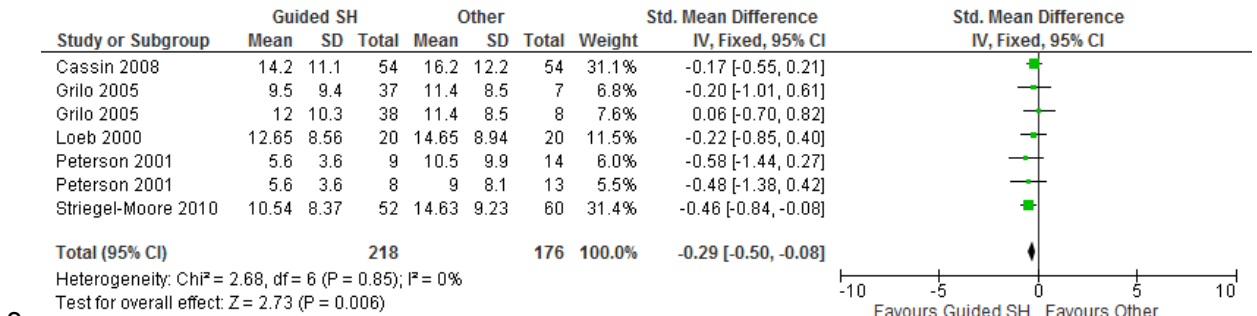 Guided SH Other Std. Mean Difference Std. Mean Difference
Study or Subgroup Mean SD Total Mean SD Total Weight IV, Fixed, 95% CI IV, Fixed, 95% CI
Cassin 2008 14.2 11.1 54 16.2 12.2 54 31.1% -0.17 [-0.55, 0.21]
Grilo 2005 9.5 9.4 37 11.4 8.5 7 6.8% -0.20 [-1.01, 0.61]
Grilo 2005 12 10.3 38 11.4 8.5 8 7.6% 0.06 [-0.70, 0.82]
Loeb 2000 12.65 8.56 20 14.65 8.94 20 11.5% -0.22 [-0.85, 0.40]
Peterson 2001 5.6 3.6 9 10.5 9.9 14 6.0% -0.58 [-1.44, 0.27]
Peterson 2001 5.6 3.6 8 9 8.1 13 5.5% -0.48 [-1.38, 0.42]
Striegel-Moore 2010 10.54 8.37 52 14.63 9.23 60 31.4% -0.46 [-0.84, -0.08]
Total (95% CI) 218 176 100.0% -0.29 [-0.50, -0.08]
Heterogeneity: Chi² = 2.68, df = 6 (P = 0.85); I² = 0%
Test for overall effect: Z = 2.73 (P = 0.006)
-10 -5 0 5 10
Favours Guided SH Favours Other